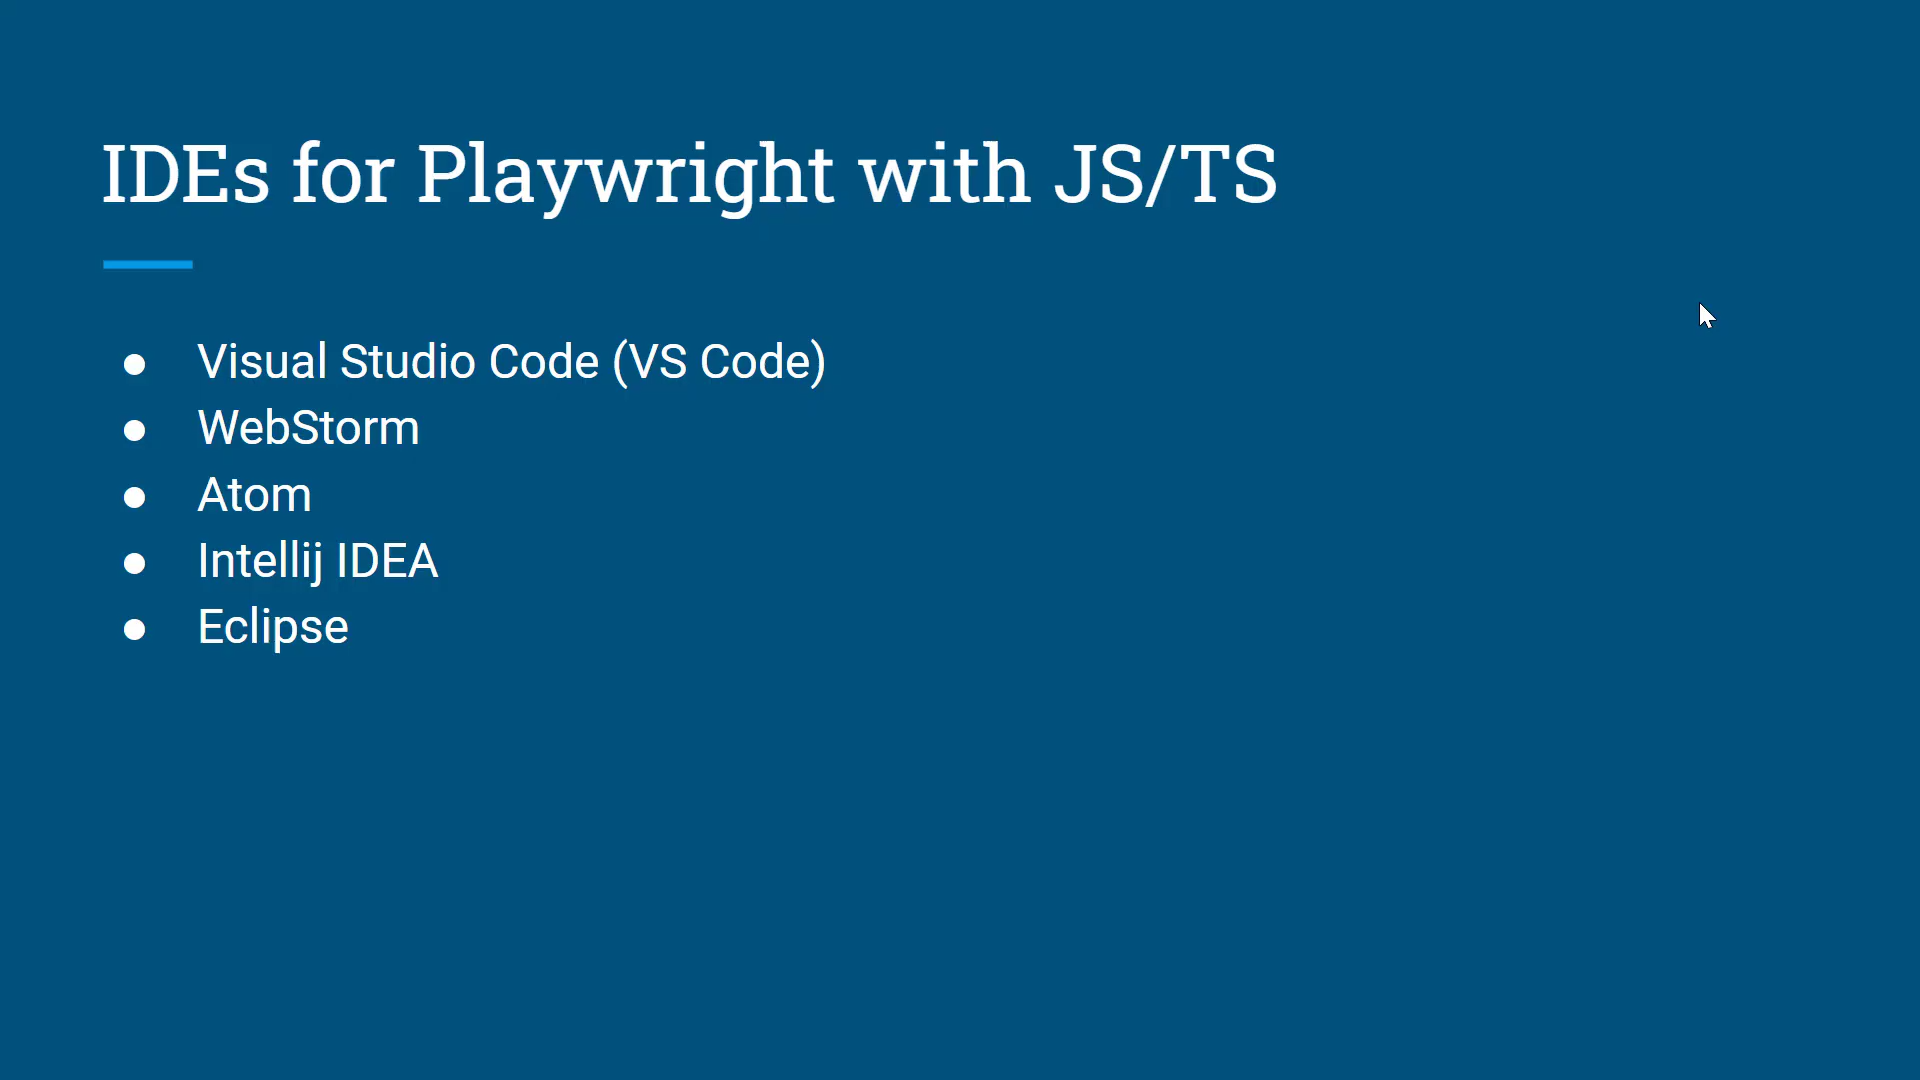 IDEs for Playwright with JS/TS
● Visual Studio Code (VS Code)
● WebStorm
● Atom
● Intellij IDEA
● Eclipse